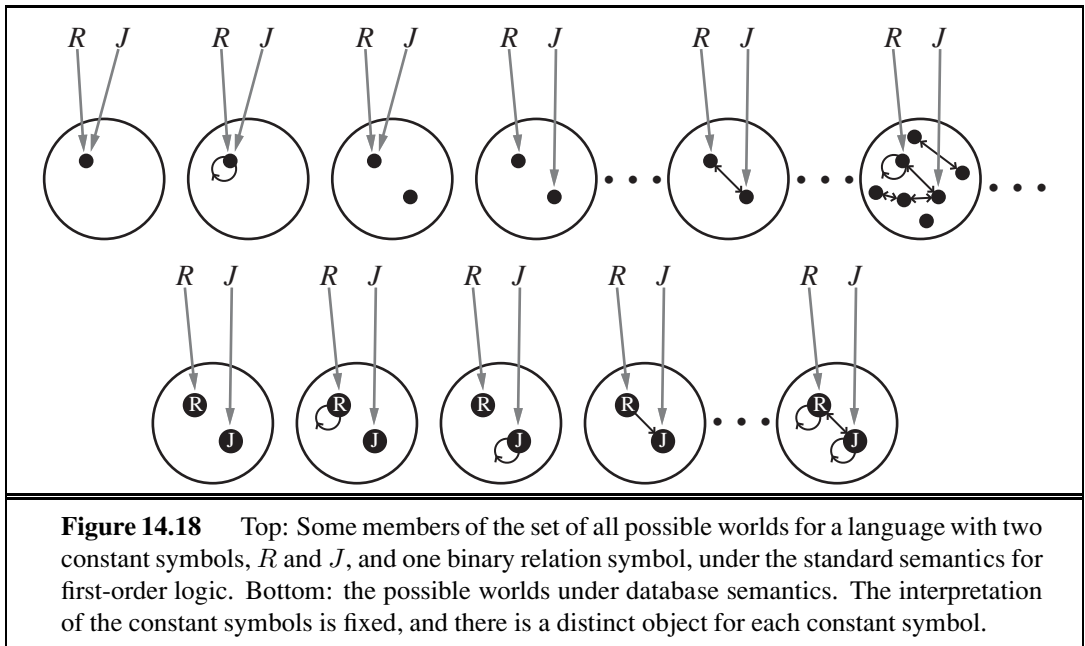 R J R J R J R J R J R J
R J R J R J R J R J
R R R R R
J J J J J
Figure 14.18 Top: Some members of the set of all possible worlds for a language with two
constant symbols, R and J, and one binary relation symbol, under the standard semantics for
first-order logic. Bottom: the possible worlds under database semantics. The interpretation
of the constant symbols is fixed, and there is a distinct object for each constant symbol.